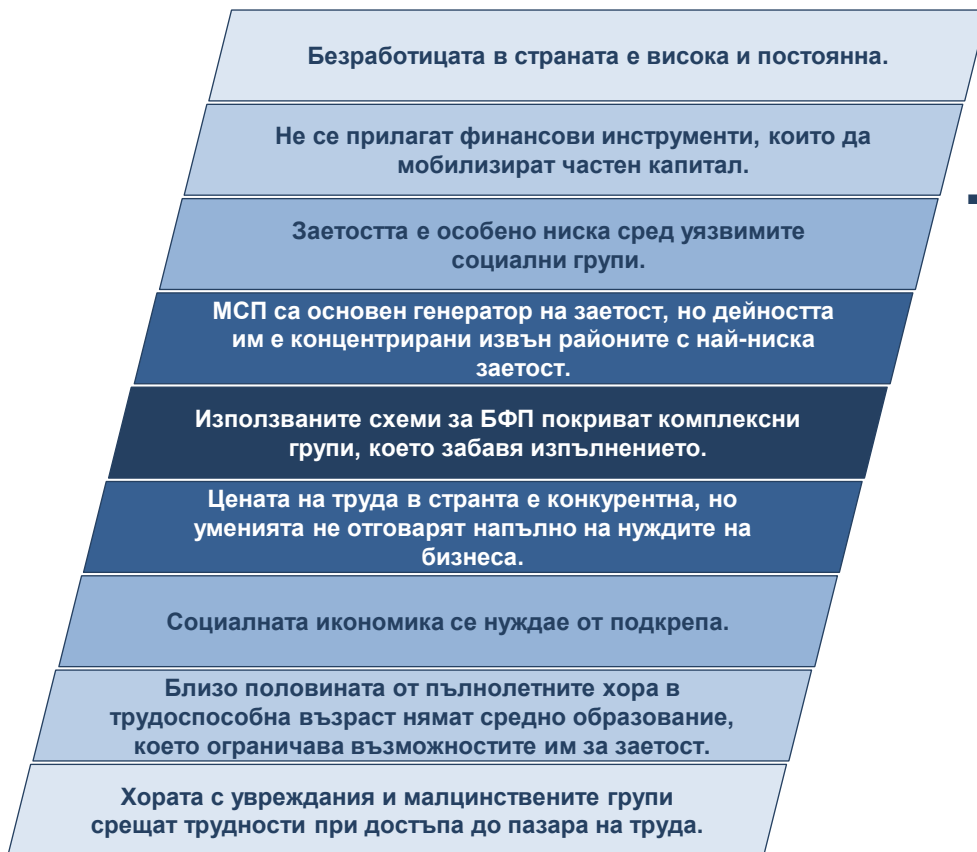 Безработицата в страната е висока и постоянна.
Не се прилагат финансови инструменти, които да
мобилизират частен капитал.
Заетостта е особено ниска сред уязвимите
социални групи.
МСП са основен генератор на заетост, но дейността
им е концентрирани извън районите с най-ниска
заетост.
Използваните схеми за БФП покриват комплексни
групи, което забавя изпълнението.
Цената на труда в странта е конкурентна, но
уменията не отговарят напълно на нуждите на
бизнеса.
Социалната икономика се нуждае от подкрепа.
Близо половината от пълнолетните хора в
трудоспособна възраст нямат средно образование,
което ограничава възможностите им за заетост.
Хората с увреждания и малцинствените групи
срещат трудности при достъпа до пазара на труда.